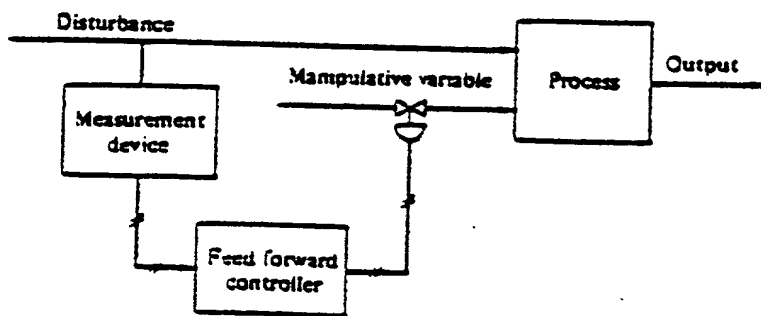 Disturbance
Manipulative variable
Process
Output
Measurement
device
Feed forward
controller